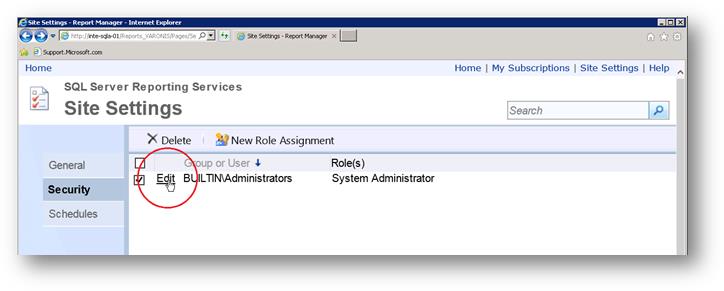 Site Settings - Report Manager - Internet Explorer
http://inte-sqla-01/Reports_VARONIS/Pages/Se
Site Settings - Report Manager
Support.Microsoft.com
Home
Home | My Subscriptions | Site Settings | Help
SQL Server Reporting Services
Site Settings
Search
Delete | New Role Assignment
General
Security
Schedules
Group or User Role(s)
Edit BUILTIN\Administrators System Administrator